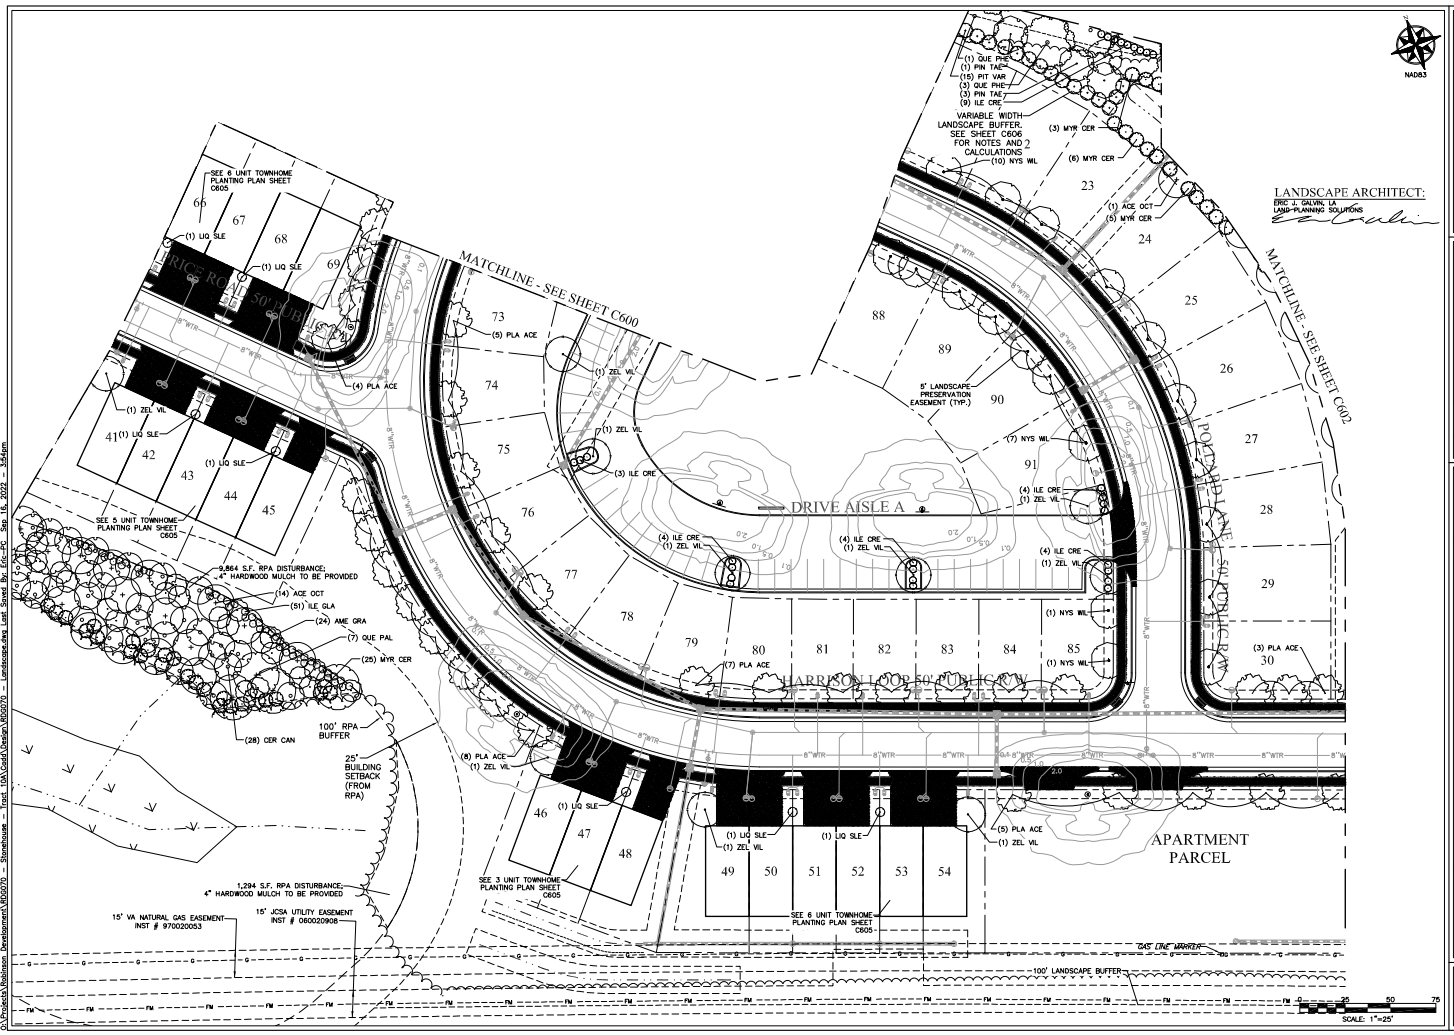 NAD83
(1) QUE PHE
(1) PIN TAE
(15) PIT VAR
(3) QUE PHE
(3) PIN TAE
(9) ILE CRE
VARIABLE WIDTH
LANDSCAPE BUFFER.
SEE SHEET C606
FOR NOTES AND
CALCULATIONS
2
(10) NYS WIL
(3) MYR CER
(6) MYR CER
23
(1) ACE OCT
(5) MYR CER
24
LANDSCAPE ARCHITECT:
ERIC J. GALVIN, LA
LAND PLANNING SOLUTIONS
SEE 6 UNIT TOWNHOME
PLANTING PLAN SHEET
C605
66
67
68
69
(1) LIQ SLE
(1) LIQ SLE
PRICE ROAD 50' PUBLIC R/W
MATCHLINE - SEE SHEET C600
MATCHLINE - SEE SHEET C602
25
26
27
28
29
30
(3) PLA ACE
73
(5) PLA ACE
74
75
76
77
78
79
(1) ZEL VIL
(4) PLA ACE
(1) ZEL VIL
(3) ILE CRE
88
89
90
91
5' LANDSCAPE
PRESERVATION
EASEMENT (TYP.)
(7) NYS WIL
(4) ILE CRE
(1) ZEL VIL
DRIVE AISLE A
POLLARD LANE 50' PUBLIC R/W
(4) ILE CRE
(1) ZEL VIL
(4) ILE CRE
(1) ZEL VIL
(4) ILE CRE
(1) ZEL VIL
(1) NYS WIL
(1) NYS WIL
(1) ZEL VIL
(1) LIQ SLE
(1) LIQ SLE
41
42
43
44
45
SEE 5 UNIT TOWNHOME
PLANTING PLAN SHEET
C605
9,864 S.F. RPA DISTURBANCE;
4" HARDWOOD MULCH TO BE PROVIDED
(14) ACE OCT
(51) ILE GLA
(24) AME GRA
(7) QUE PAL
(25) MYR CER
(28) CER CAN
100' RPA
BUFFER
25'
BUILDING
SETBACK
(FROM
RPA)
(7) PLA ACE
80
81
82
83
84
85
HARRISON LOOP 50' PUBLIC R/W
8"WTR
(8) PLA ACE
(1) ZEL VIL
(1) LIQ SLE
46
47
48
SEE 3 UNIT TOWNHOME
PLANTING PLAN SHEET
C605
(1) LIQ SLE
(1) ZEL VIL
(1) LIQ SLE
(5) PLA ACE
(1) ZEL VIL
49
50
51
52
53
54
SEE 6 UNIT TOWNHOME
PLANTING PLAN SHEET
C605
APARTMENT
PARCEL
1,294 S.F. RPA DISTURBANCE;
4" HARDWOOD MULCH TO BE PROVIDED
15' VA NATURAL GAS EASEMENT
INST # 970020053
15' JCSA UTILITY EASEMENT
INST # 060020908
GAS LINE MARKER
100' LANDSCAPE BUFFER
0 25 50 75
SCALE: 1"=25'